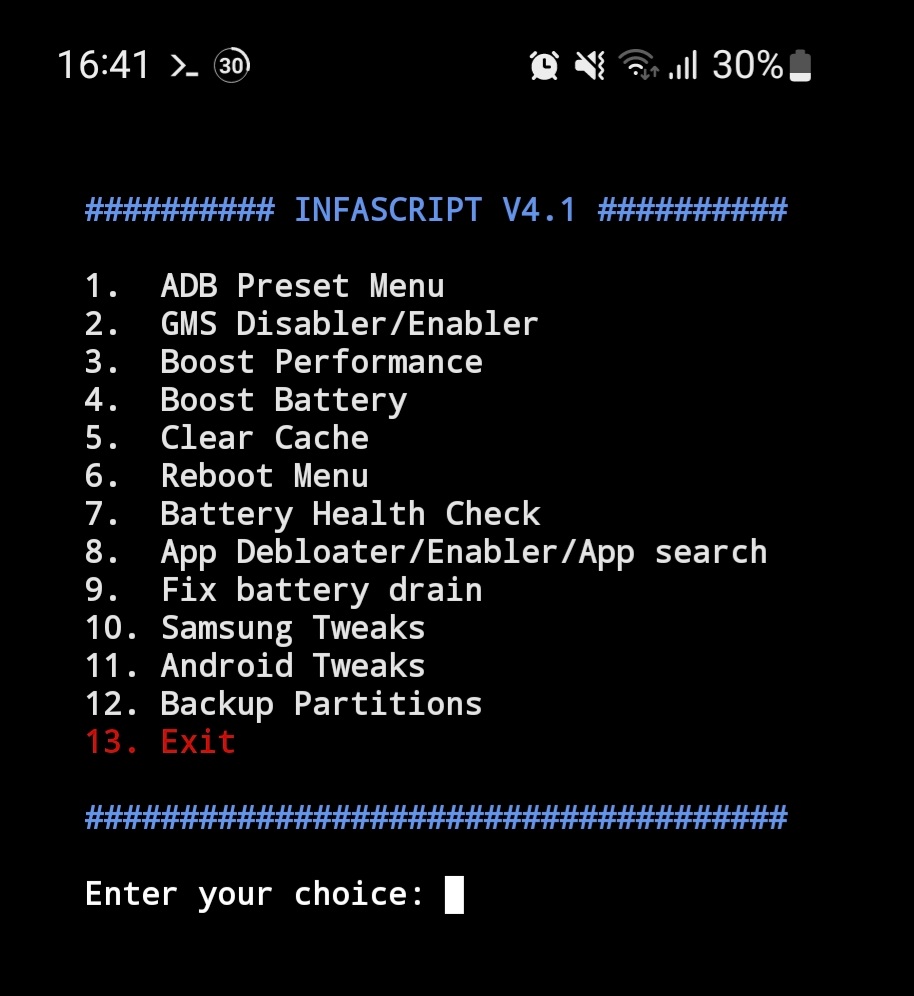 16:41 >_ 30 30%
########## INFASCRIPT V4.1 ##########
1. ADB Preset Menu
2. GMS Disabler/Enabler
3. Boost Performance
4. Boost Battery
5. Clear Cache
6. Reboot Menu
7. Battery Health Check
8. App Debloater/Enabler/App search
9. Fix battery drain
10. Samsung Tweaks
11. Android Tweaks
12. Backup Partitions
13. Exit
#####################################
Enter your choice: